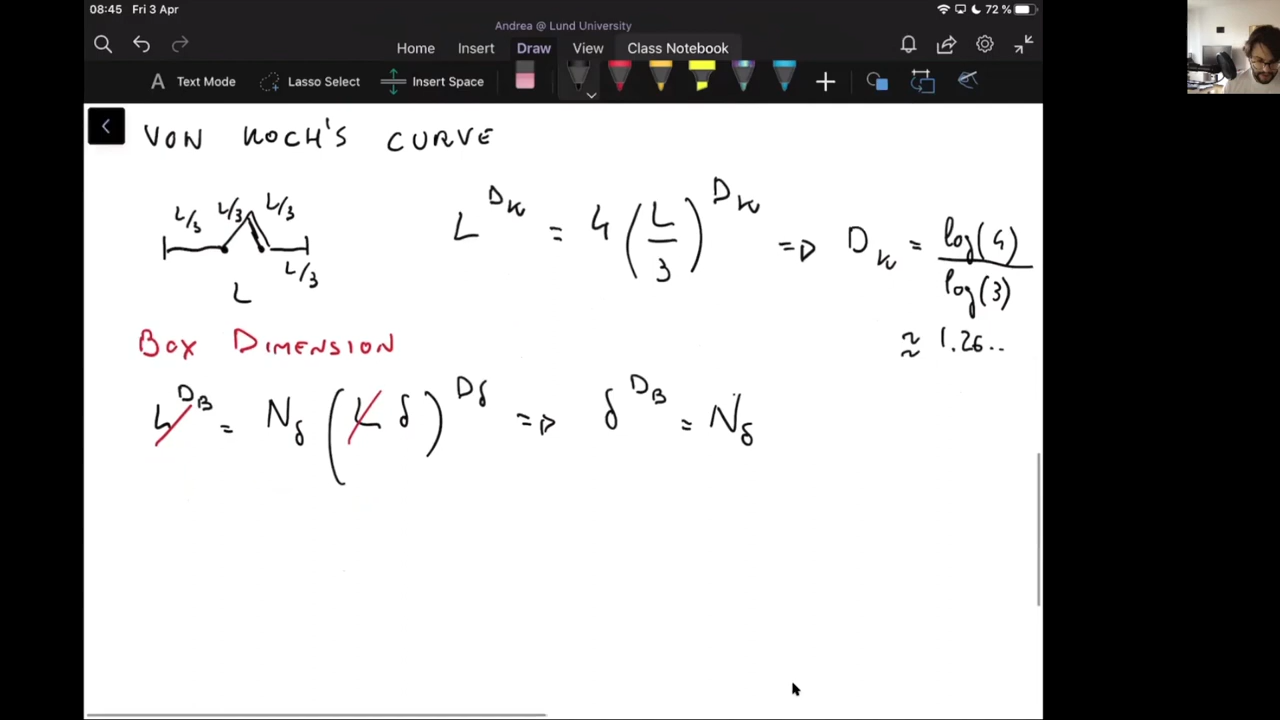 08:45 Fri 3 Apr
72 %
Andrea @ Lund University
Home Insert Draw View Class Notebook
Text Mode Lasso Select Insert Space
VON KOCH'S CURVE
L/3 L/3 L/3 L/3
L
L^{D_K} = 4 (L/3)^{D_K} => D_K = log(4)/log(3)
≈ 1.26..
BOX DIMENSION
L^{D_B} = N_δ (L δ)^{Dδ} => δ^{D_B} = N_δ